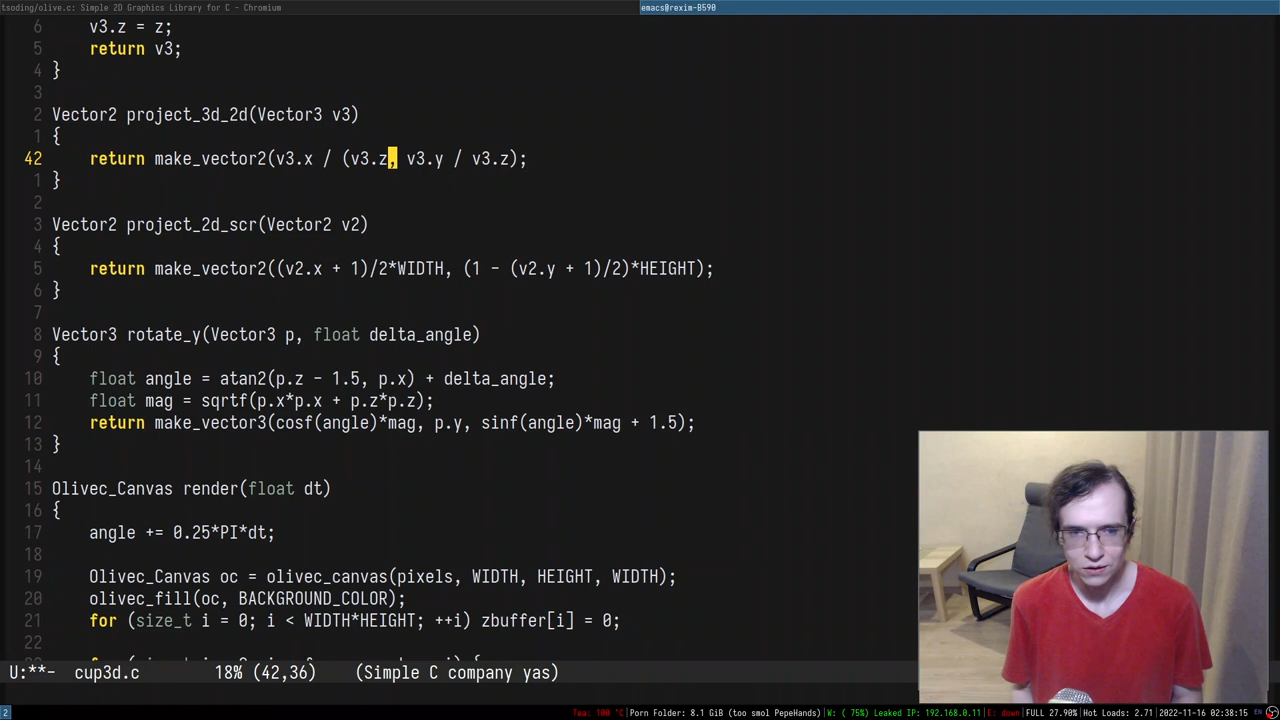 tsoding/olive.c: Simple 2D Graphics Library for C - Chromium
emacs@rexim-B590
6 v3.z = z;
5 return v3;
4 }
3
2 Vector2 project_3d_2d(Vector3 v3)
1 {
42 return make_vector2(v3.x / (v3.z, v3.y / v3.z);
1 }
2
3 Vector2 project_2d_scr(Vector2 v2)
4 {
5 return make_vector2((v2.x + 1)/2*WIDTH, (1 - (v2.y + 1)/2)*HEIGHT);
6 }
7
8 Vector3 rotate_y(Vector3 p, float delta_angle)
9 {
10 float angle = atan2(p.z - 1.5, p.x) + delta_angle;
11 float mag = sqrtf(p.x*p.x + p.z*p.z);
12 return make_vector3(cosf(angle)*mag, p.y, sinf(angle)*mag + 1.5);
13 }
14
15 Olivec_Canvas render(float dt)
16 {
17 angle += 0.25*PI*dt;
18
19 Olivec_Canvas oc = olivec_canvas(pixels, WIDTH, HEIGHT, WIDTH);
20 olivec_fill(oc, BACKGROUND_COLOR);
21 for (size_t i = 0; i < WIDTH*HEIGHT; ++i) zbuffer[i] = 0;
22
U:**- cup3d.c 18% (42,36) (Simple C company yas)
2 Tea: 100 °C|Porn Folder: 8.1 GiB (too smol PepeHands)|W: ( 75%) Leaked IP: 192.168.0.11|E: down|FULL 27.90%|Hot Loads: 2.71|2022-11-16 02:38:15 EN